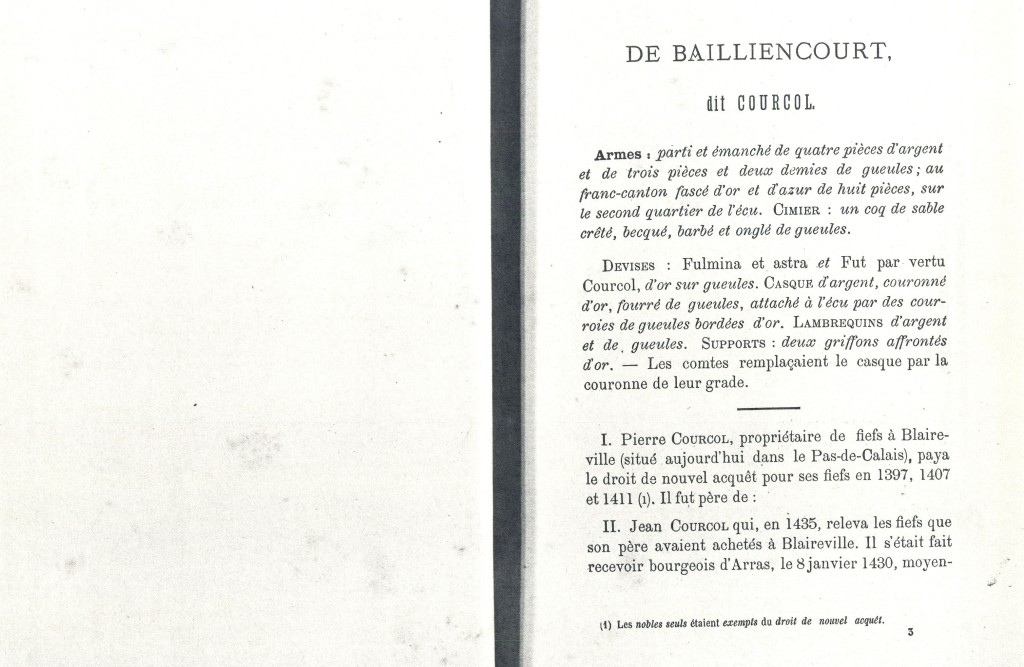 DE BAILLIENCOURT,
dit COURCOL.
Armes : parti et émanché de quatre pièces d'argent
et de trois pièces et deux demies de gueules ; au
franc-canton fascé d'or et d'azur de huit pièces, sur
le second quartier de l'écu. CIMIER : un coq de sable
crêté, becqué, barbé et onglé de gueules.
DEVISES : Fulmina et astra et Fut par vertu
Courcol, d'or sur gueules. CASQUE d'argent, couronné
d'or, fourré de gueules, attaché à l'écu par des cour-
roies de gueules bordées d'or. LAMBREQUINS d'argent
et de gueules. SUPPORTS : deux griffons affrontés
d'or. — Les comtes remplaçaient le casque par la
couronne de leur grade.
I. Pierre COURCOL, propriétaire de fiefs à Blaire-
ville (situé aujourd'hui dans le Pas-de-Calais), paya
le droit de nouvel acquêt pour ses fiefs en 1397, 1407
et 1411 (1). Il fut père de :
II. Jean COURCOL qui, en 1435, releva les fiefs que
son père avaient achetés à Blaireville. Il s'était fait
recevoir bourgeois d'Arras, le 8 janvier 1430, moyen-
(1) Les nobles seuls étaient exempts du droit de nouvel acquêt.
3